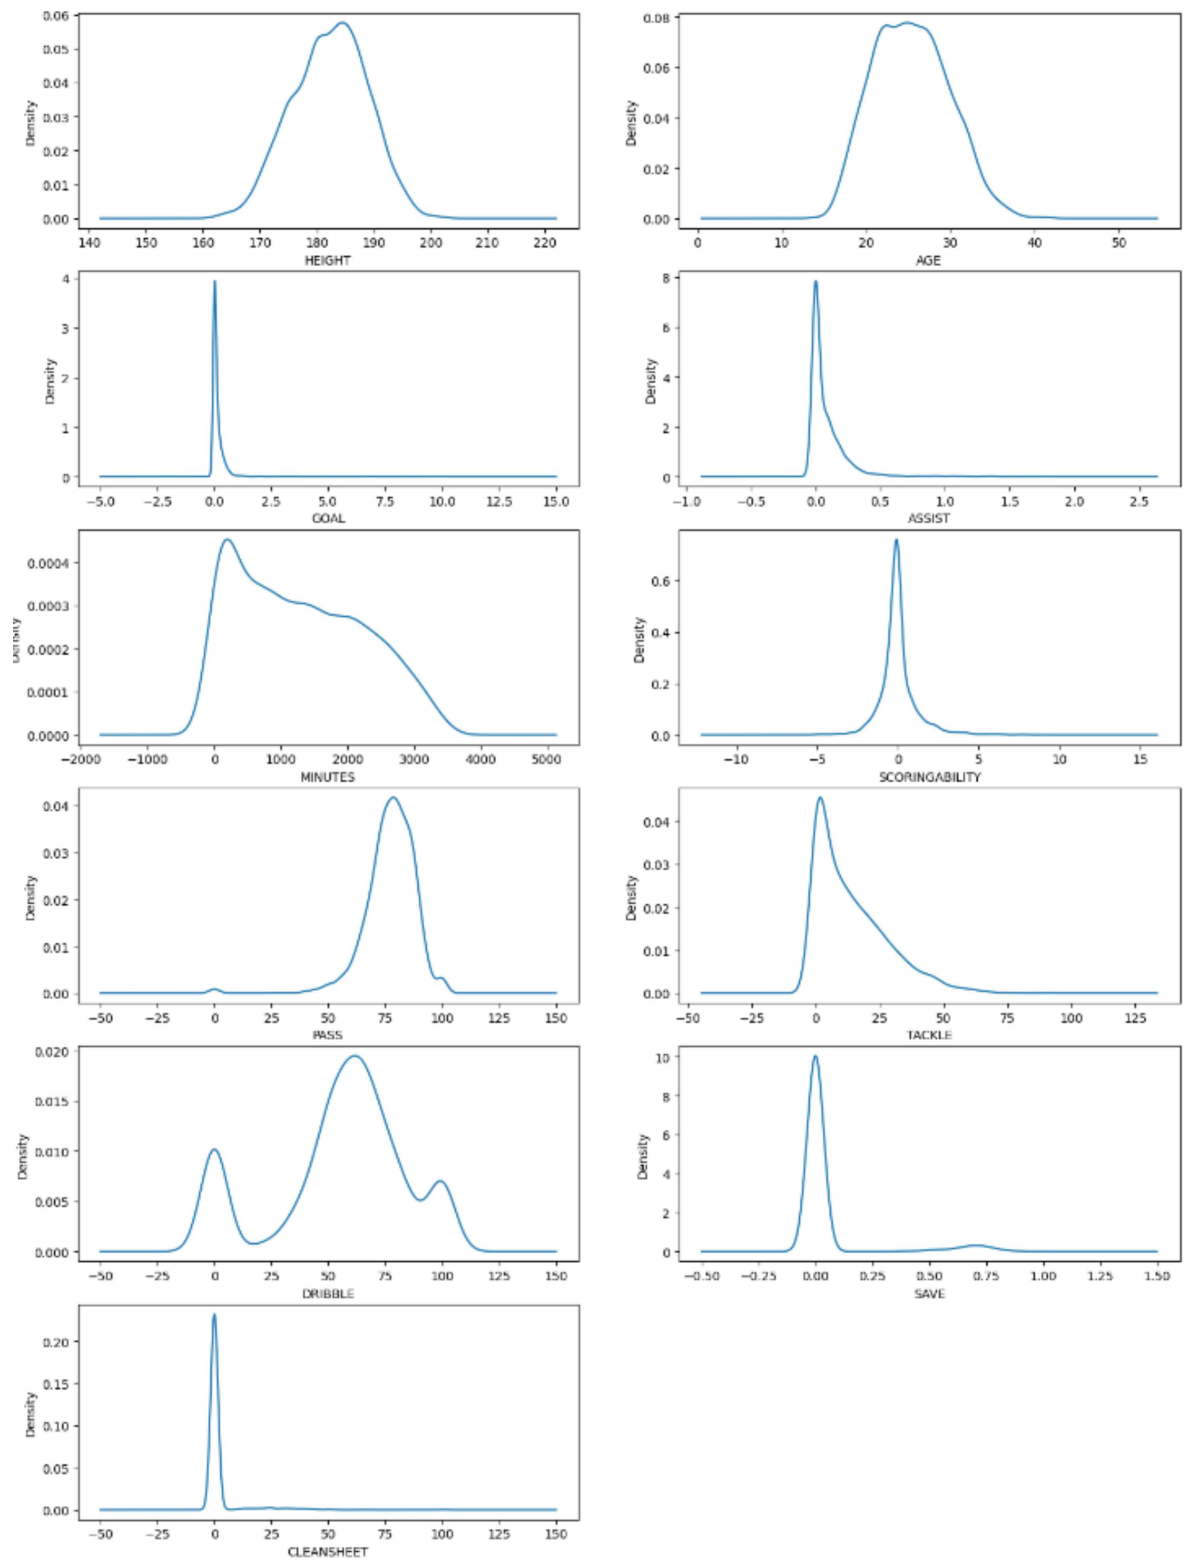 0.06
0.05
0.04
0.03
0.02
0.01
0.00
Density
140 150 160 170 180 190 200 210 220
HEIGHT
0.08
0.06
0.04
0.02
0.00
Density
0 10 20 30 40 50
AGE
4
3
2
1
0
Density
−5.0 −2.5 0.0 2.5 5.0 7.5 10.0 12.5 15.0
GOAL
8
6
4
2
0
Density
−1.0 −0.5 0.0 0.5 1.0 1.5 2.0 2.5
ASSIST
0.0004
0.0003
0.0002
0.0001
0.0000
Density
−2000 −1000 0 1000 2000 3000 4000 5000
MINUTES
0.6
0.4
0.2
0.0
Density
−10 −5 0 5 10 15
SCORINGABILITY
0.04
0.03
0.02
0.01
0.00
Density
−50 −25 0 25 50 75 100 125 150
PASS
0.04
0.03
0.02
0.01
0.00
Density
−50 −25 0 25 50 75 100 125
TACKLE
0.020
0.015
0.010
0.005
0.000
Density
−50 −25 0 25 50 75 100 125 150
DRIBBLE
10
8
6
4
2
0
Density
−0.50 −0.25 0.00 0.25 0.50 0.75 1.00 1.25 1.50
SAVE
0.20
0.15
0.10
0.05
0.00
Density
−50 −25 0 25 50 75 100 125 150
CLEANSHEET